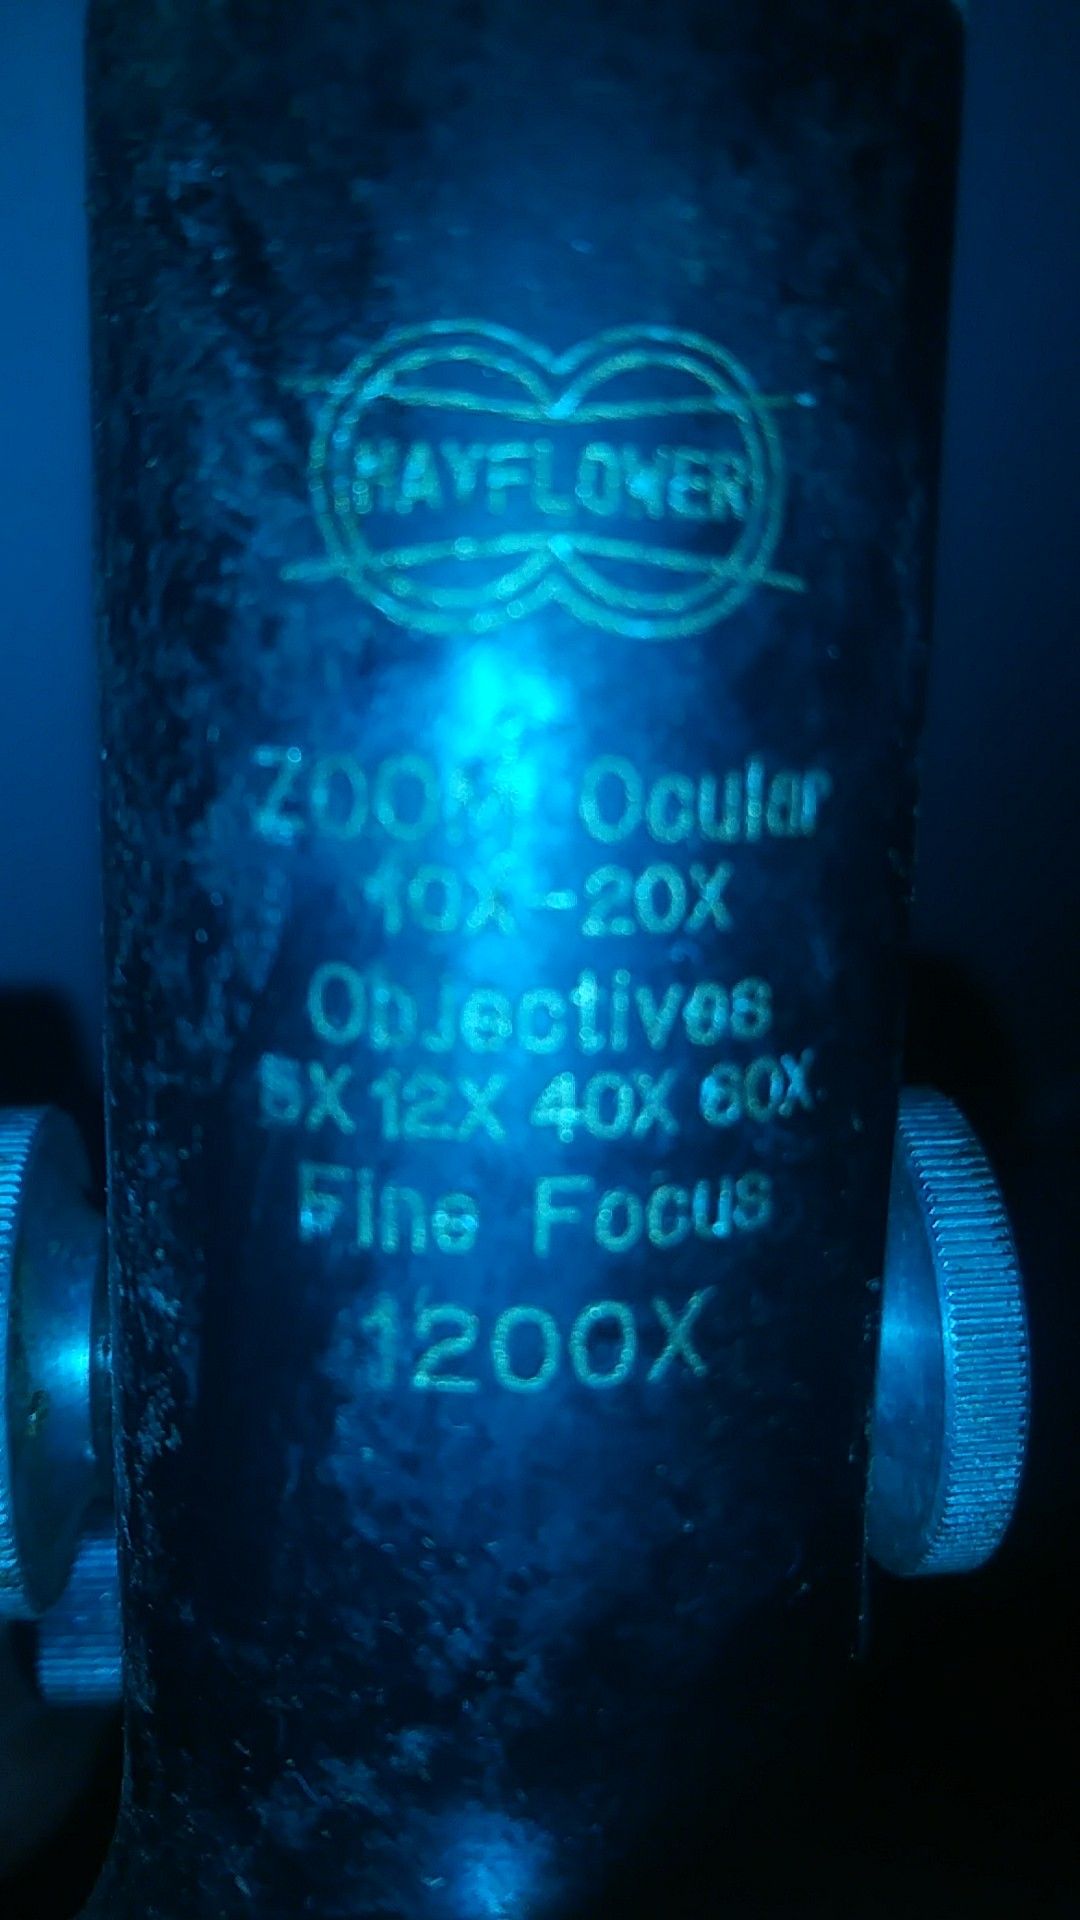 MAYFLOWER
ZOOM Ocular
10X-20X
Objectives
5X 12X 40X 60X
Fine Focus
1200X